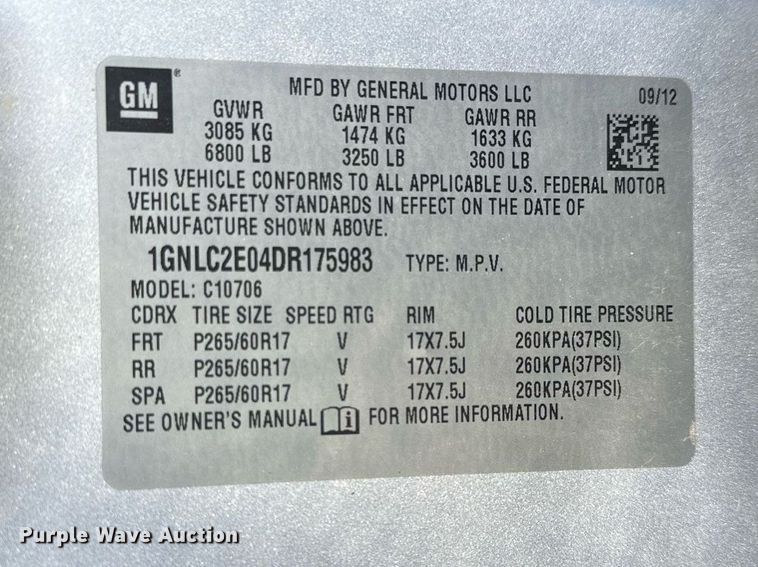 GM ®
MFD BY GENERAL MOTORS LLC 09/12
GVWR GAWR FRT GAWR RR
3085 KG 1474 KG 1633 KG
6800 LB 3250 LB 3600 LB
THIS VEHICLE CONFORMS TO ALL APPLICABLE U.S. FEDERAL MOTOR
VEHICLE SAFETY STANDARDS IN EFFECT ON THE DATE OF
MANUFACTURE SHOWN ABOVE.
1GNLC2E04DR175983 TYPE: M.P.V.
MODEL: C10706
CDRX TIRE SIZE SPEED RTG RIM COLD TIRE PRESSURE
FRT P265/60R17 V 17X7.5J 260KPA(37PSI)
RR P265/60R17 V 17X7.5J 260KPA(37PSI)
SPA P265/60R17 V 17X7.5J 260KPA(37PSI)
SEE OWNER'S MANUAL i FOR MORE INFORMATION.
Purple Wave Auction